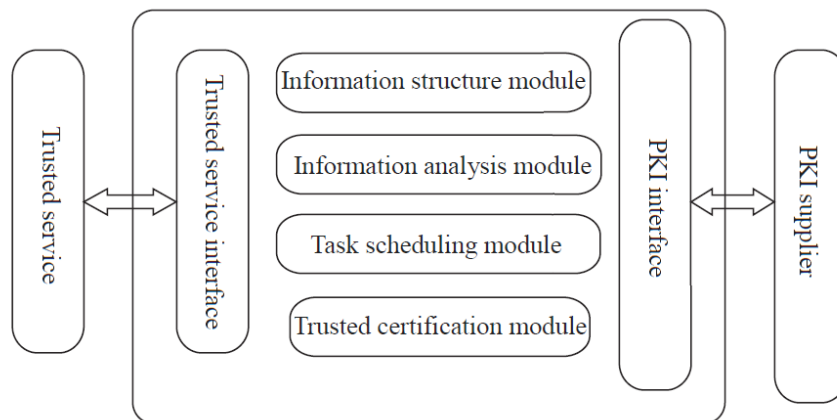 Trusted service
Trusted service interface
Information structure module
Information analysis module
Task scheduling module
Trusted certification module
PKI interface
PKI supplier